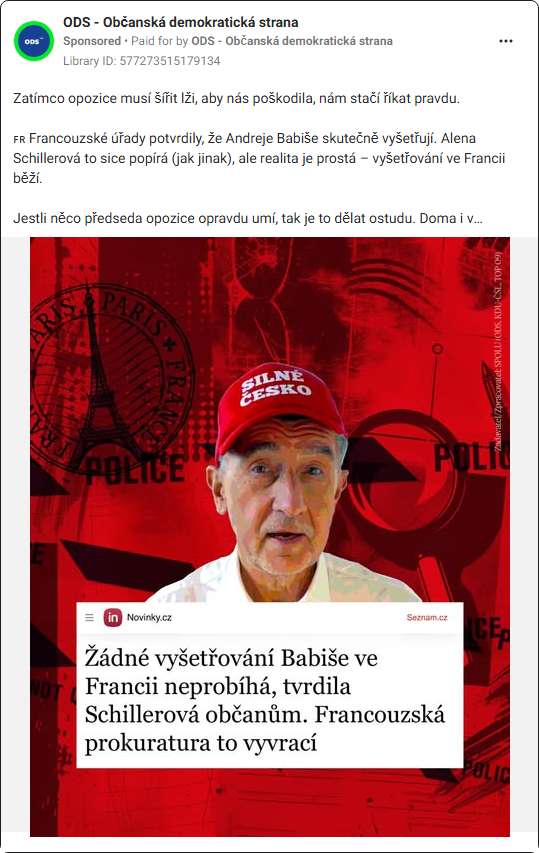 ODS - Občanská demokratická strana
Sponsored • Paid for by ODS - Občanská demokratická strana
Library ID: 577273515179134
Zatímco opozice musí šířit lži, aby nás poškodila, nám stačí říkat pravdu.
FR Francouzské úřady potvrdily, že Andreje Babiše skutečně vyšetřují. Alena
Schillerová to sice popírá (jak jinak), ale realita je prostá – vyšetřování ve Francii
běží.
Jestli něco předseda opozice opravdu umí, tak je to dělat ostudu. Doma i v…
Zadavatel/Zpracovatel: SPOLU (ODS, KDU-ČSL, TOP 09)
PARIS PARIS
FRANCE
SILNÉ
ČESKO
POLICE
POLIC
ICE P
NOT C
POLIC
in Novinky.cz
Seznam.cz
Žádné vyšetřování Babiše ve
Francii neprobíhá, tvrdila
Schillerová občanům. Francouzská
prokuratura to vyvrací